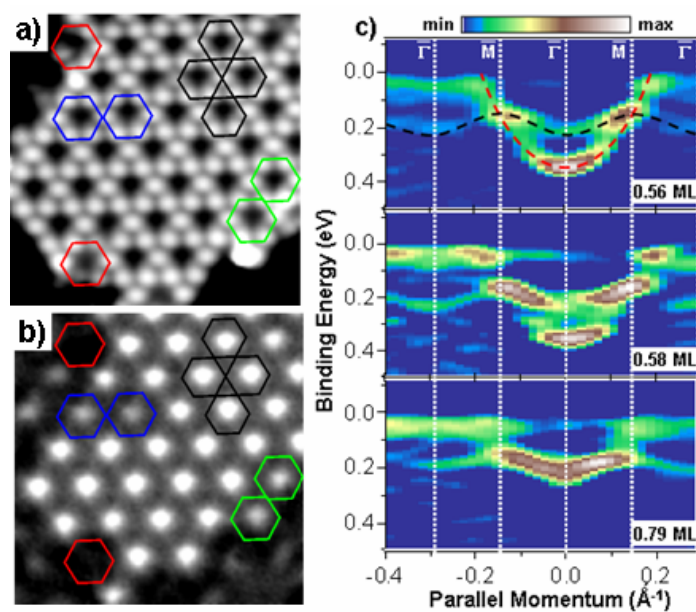 a)
b)
c)
min max
Γ̅ M̅ Γ̅ M̅ Γ̅
0.0
0.2
0.4
0.56 ML
0.0
0.2
0.4
0.58 ML
0.0
0.2
0.4
0.79 ML
Binding Energy (eV)
-0.4 -0.2 0.0 0.2
Parallel Momentum (Å⁻¹)